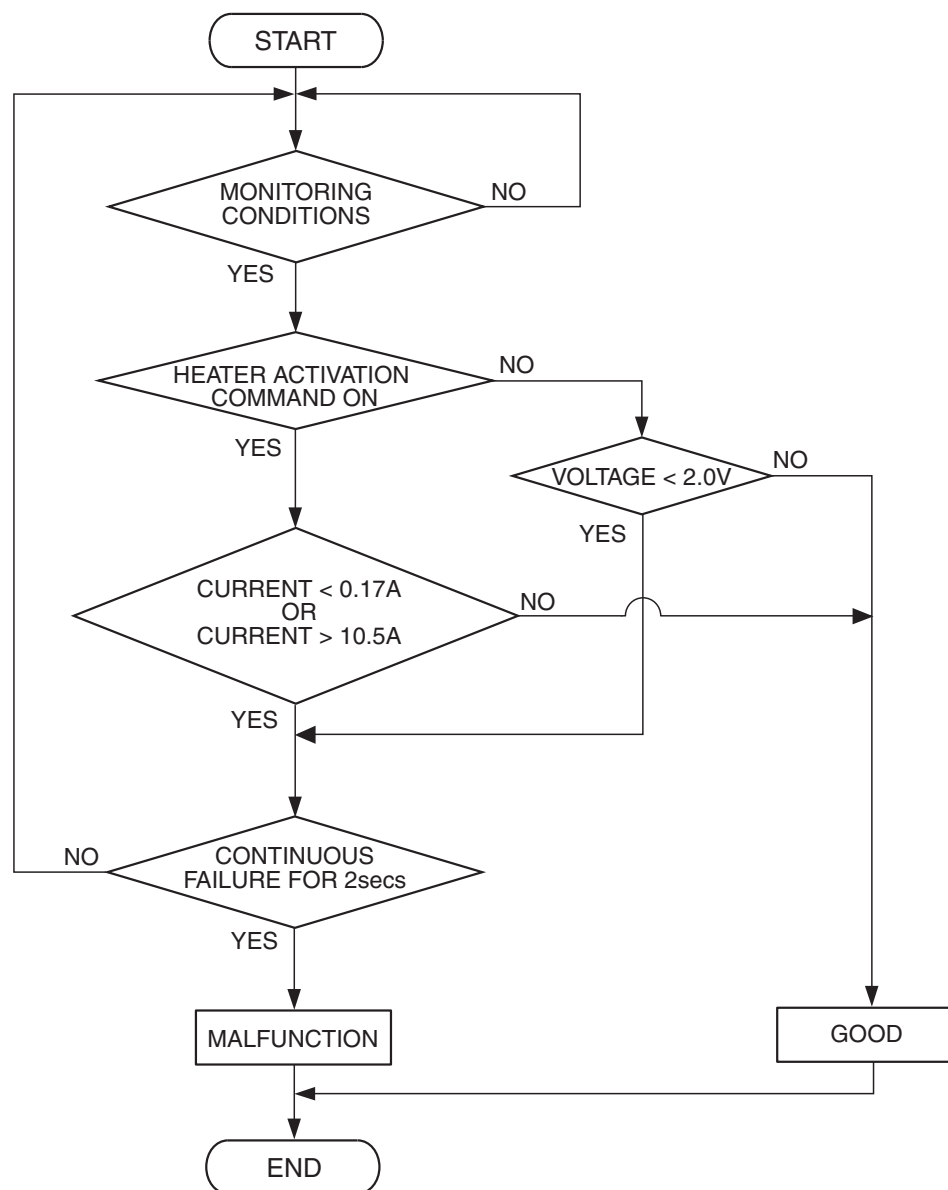 START
MONITORING
CONDITIONS
NO
YES
HEATER ACTIVATION
COMMAND ON
NO
YES
VOLTAGE < 2.0V
NO
YES
CURRENT < 0.17A
OR
CURRENT > 10.5A
NO
YES
CONTINUOUS
FAILURE FOR 2secs
NO
YES
MALFUNCTION
GOOD
END